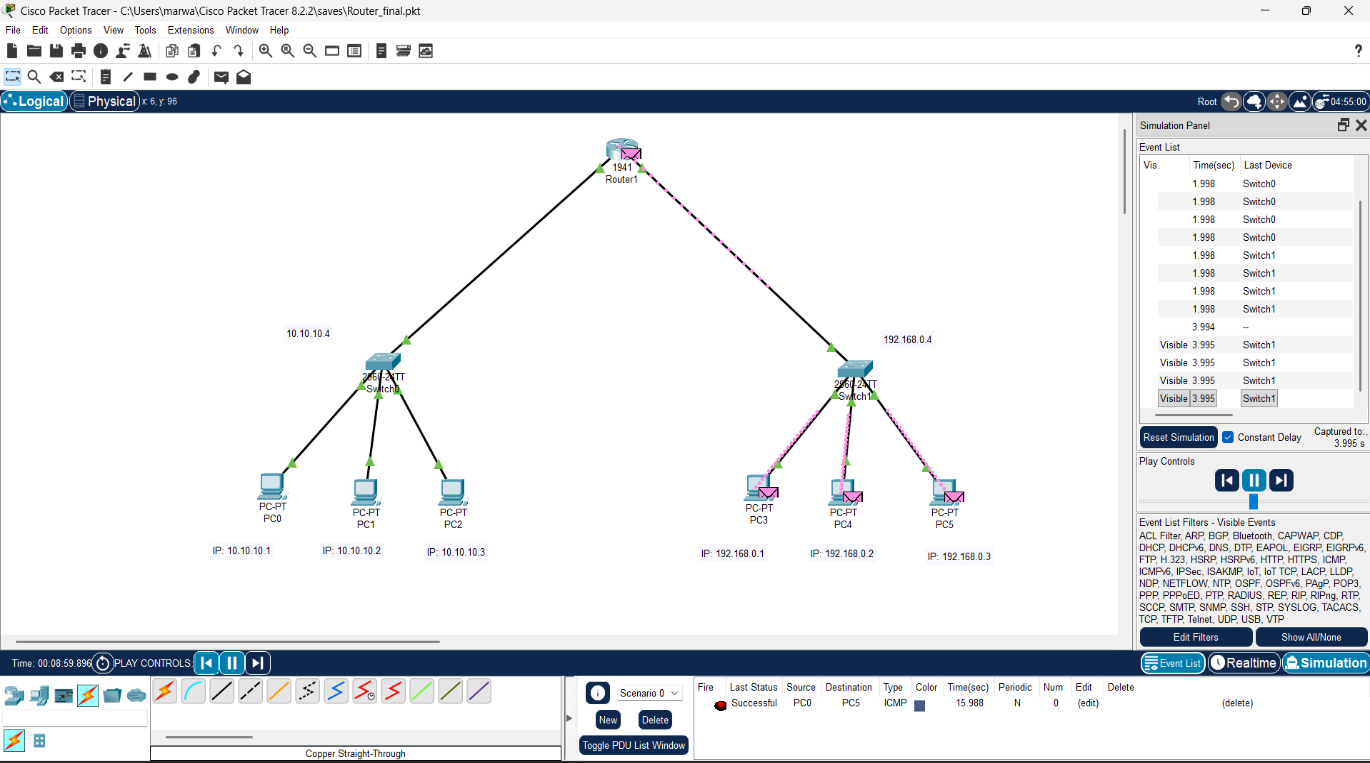 Cisco Packet Tracer - C:\Users\marwa\Cisco Packet Tracer 8.2.2\saves\Router_final.pkt
File Edit Options View Tools Extensions Window Help
?
Logical Physical x: 6, y: 96 Root 04:55:00
1941
Router1
10.10.10.4
192.168.0.4
2960-24TT
Switch0
2960-24TT
Switch1
PC-PT
PC0
PC-PT
PC1
PC-PT
PC2
PC-PT
PC3
PC-PT
PC4
PC-PT
PC5
IP: 10.10.10.1
IP: 10.10.10.2
IP: 10.10.10.3
IP: 192.168.0.1
IP: 192.168.0.2
IP: 192.168.0.3
Simulation Panel
Event List
Vis. Time(sec) Last Device
1.998 Switch0
1.998 Switch0
1.998 Switch0
1.998 Switch0
1.998 Switch1
1.998 Switch1
1.998 Switch1
1.998 Switch1
3.994 --
Visible 3.995 Switch1
Visible 3.995 Switch1
Visible 3.995 Switch1
Visible 3.995 Switch1
Reset Simulation Constant Delay Captured to:
3.995 s
Play Controls
Event List Filters - Visible Events
ACL Filter, ARP, BGP, Bluetooth, CAPWAP, CDP,
DHCP, DHCPv6, DNS, DTP, EAPOL, EIGRP, EIGRPv6,
FTP, H.323, HSRP, HSRPv6, HTTP, HTTPS, ICMP,
ICMPv6, IPSec, ISAKMP, IoT, IoT TCP, LACP, LLDP,
NDP, NETFLOW, NTP, OSPF, OSPFv6, PAgP, POP3,
PPP, PPPoED, PTP, RADIUS, REP, RIP, RIPng, RTP,
SCCP, SMTP, SNMP, SSH, STP, SYSLOG, TACACS,
TCP, TFTP, Telnet, UDP, USB, VTP
Edit Filters Show All/None
Time: 00:08:59.896 PLAY CONTROLS: Event List Realtime Simulation
Copper Straight-Through
Scenario 0
New Delete
Toggle PDU List Window
Fire Last Status Source Destination Type Color Time(sec) Periodic Num Edit Delete
Successful PC0 PC5 ICMP 15.988 N 0 (edit) (delete)